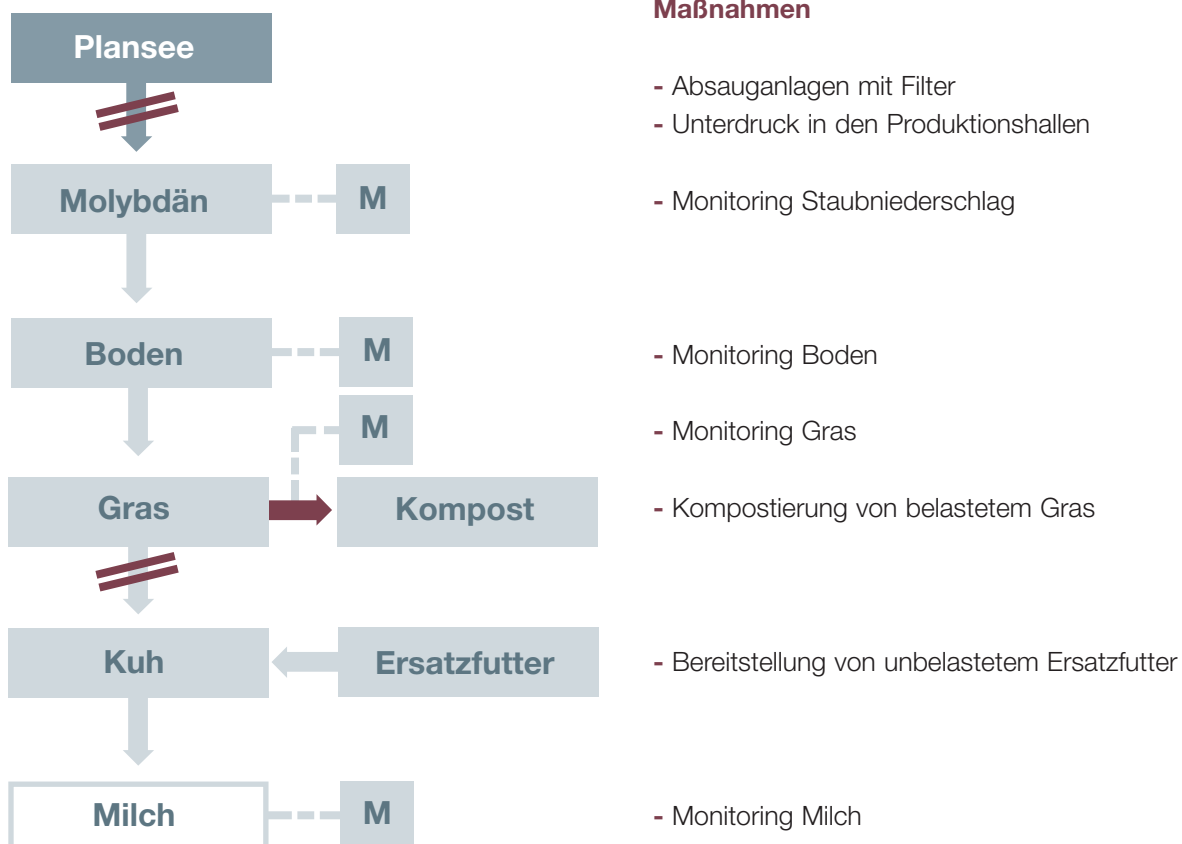 Maßnahmen
Plansee
- Absauganlagen mit Filter
- Unterdruck in den Produktionshallen
Molybdän
M
- Monitoring Staubniederschlag
Boden
M
- Monitoring Boden
M
- Monitoring Gras
Gras
Kompost
- Kompostierung von belastetem Gras
Kuh
Ersatzfutter
- Bereitstellung von unbelastetem Ersatzfutter
Milch
M
- Monitoring Milch